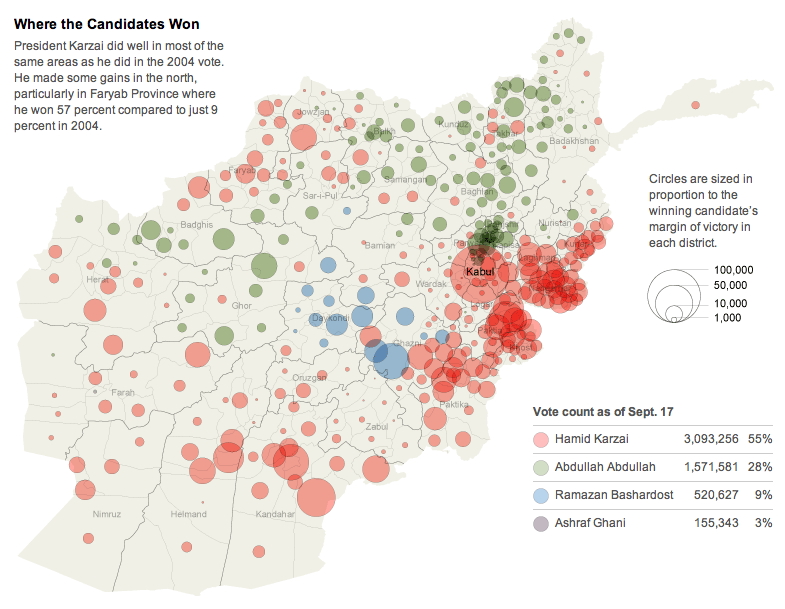 Where the Candidates Won
President Karzai did well in most of the
same areas as he did in the 2004 vote.
He made some gains in the north,
particularly in Faryab Province where
he won 57 percent compared to just 9
percent in 2004.
Jowzjan
Balkh
Kunduz
Takhar
Badakhshan
Faryab
Sar-i-Pul
Samangan
Baghlan
Badghis
Nuristan
Bamian
Kabul
Herat
Wardak
Ghor
Daykondi
Logar
Ghazni
Farah
Oruzgan
Paktika
Zabul
Nimruz
Helmand
Kandahar
Circles are sized in
proportion to the
winning candidate's
margin of victory in
each district.
100,000
50,000
10,000
1,000
Vote count as of Sept. 17
Hamid Karzai 3,093,256 55%
Abdullah Abdullah 1,571,581 28%
Ramazan Bashardost 520,627 9%
Ashraf Ghani 155,343 3%